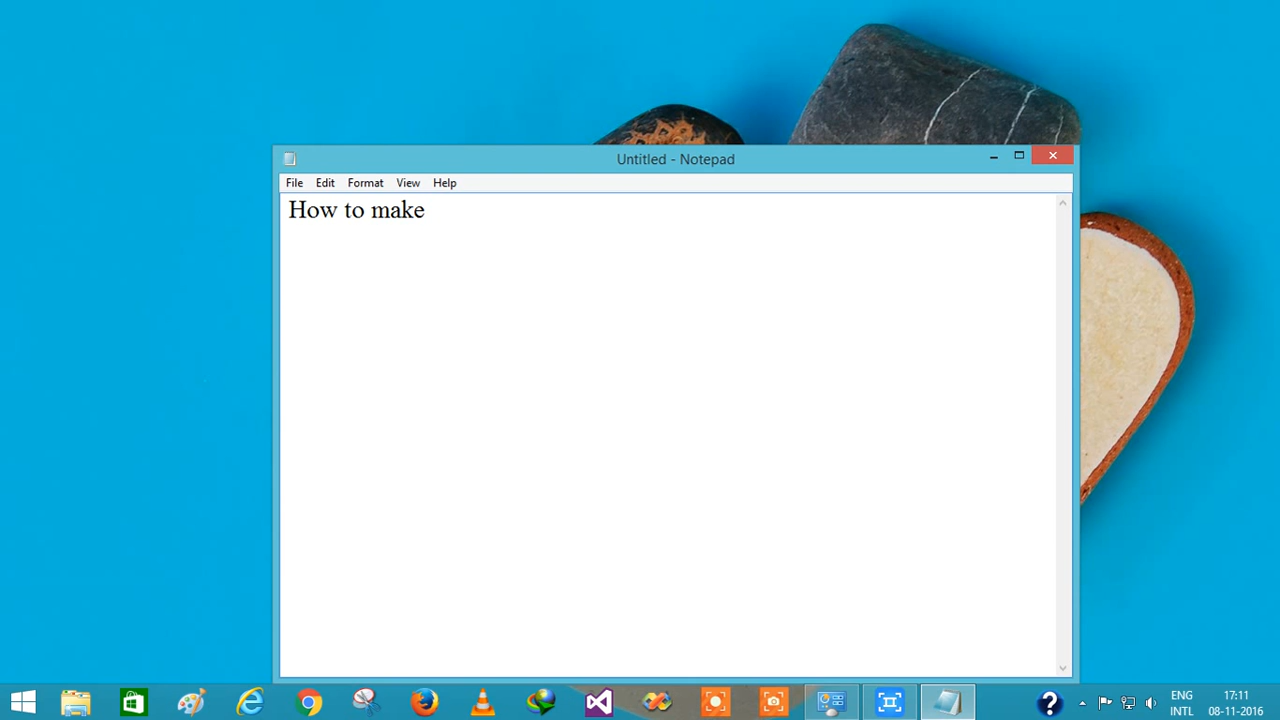 Untitled - Notepad
File Edit Format View Help
How to make
ENG 17:11
INTL 08-11-2016